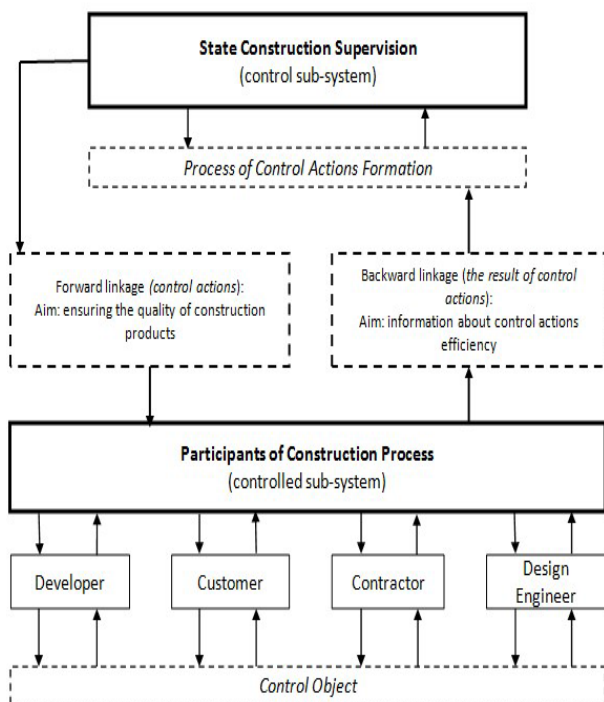 State Construction Supervision
(control sub-system)
Process of Control Actions Formation
Forward linkage (control actions):
Aim: ensuring the quality of construction
products
Backward linkage (the result of control
actions):
Aim: information about control actions
efficiency
Participants of Construction Process
(controlled sub-system)
Developer
Customer
Contractor
Design
Engineer
Control Object